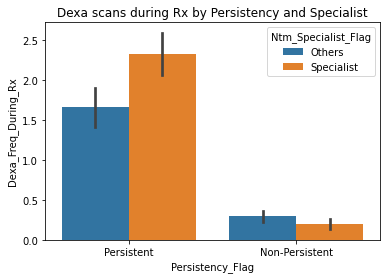 Dexa scans during Rx by Persistency and Specialist
Ntm_Specialist_Flag
Others
Specialist
Dexa_Freq_During_Rx
2.5
2.0
1.5
1.0
0.5
0.0
Persistent
Non-Persistent
Persistency_Flag